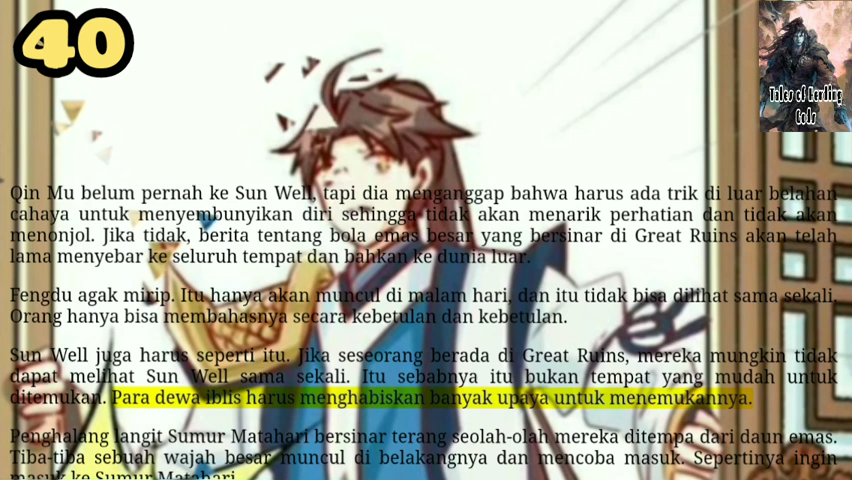 40
Tales of Herding
Gods
Qin Mu belum pernah ke Sun Well, tapi dia menganggap bahwa harus ada trik di luar belahan
cahaya untuk menyembunyikan diri sehingga tidak akan menarik perhatian dan tidak akan
menonjol. Jika tidak, berita tentang bola emas besar yang bersinar di Great Ruins akan telah
lama menyebar ke seluruh tempat dan bahkan ke dunia luar.
Fengdu agak mirip. Itu hanya akan muncul di malam hari, dan itu tidak bisa dilihat sama sekali.
Orang hanya bisa membahasnya secara kebetulan dan kebetulan.
Sun Well juga harus seperti itu. Jika seseorang berada di Great Ruins, mereka mungkin tidak
dapat melihat Sun Well sama sekali. Itu sebabnya itu bukan tempat yang mudah untuk
ditemukan. Para dewa iblis harus menghabiskan banyak upaya untuk menemukannya.
Penghalang langit Sumur Matahari bersinar terang seolah-olah mereka ditempa dari daun emas.
Tiba-tiba sebuah wajah besar muncul di belakangnya dan mencoba masuk. Sepertinya ingin
masuk ke Sumur Matahari.